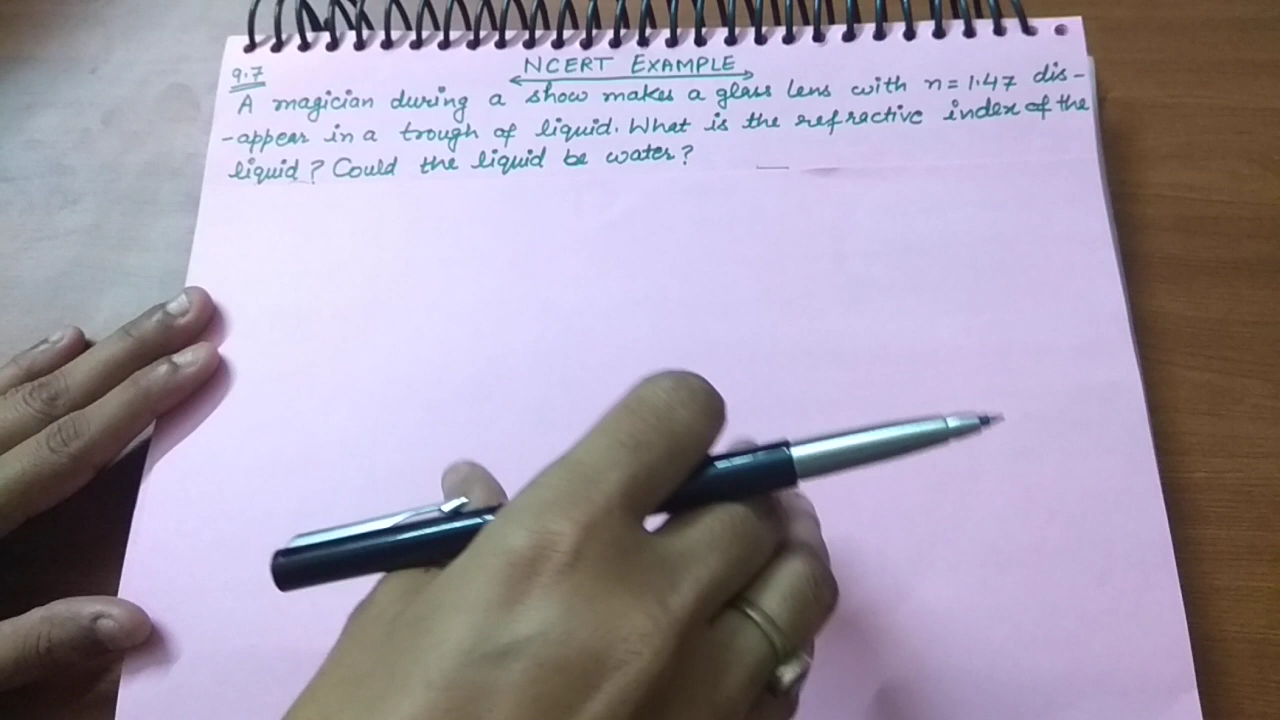 NCERT EXAMPLE
9.7
A magician during a show makes a glass lens with n = 1.47 dis-
-appear in a trough of liquid. What is the refractive index of the
liquid? Could the liquid be water?